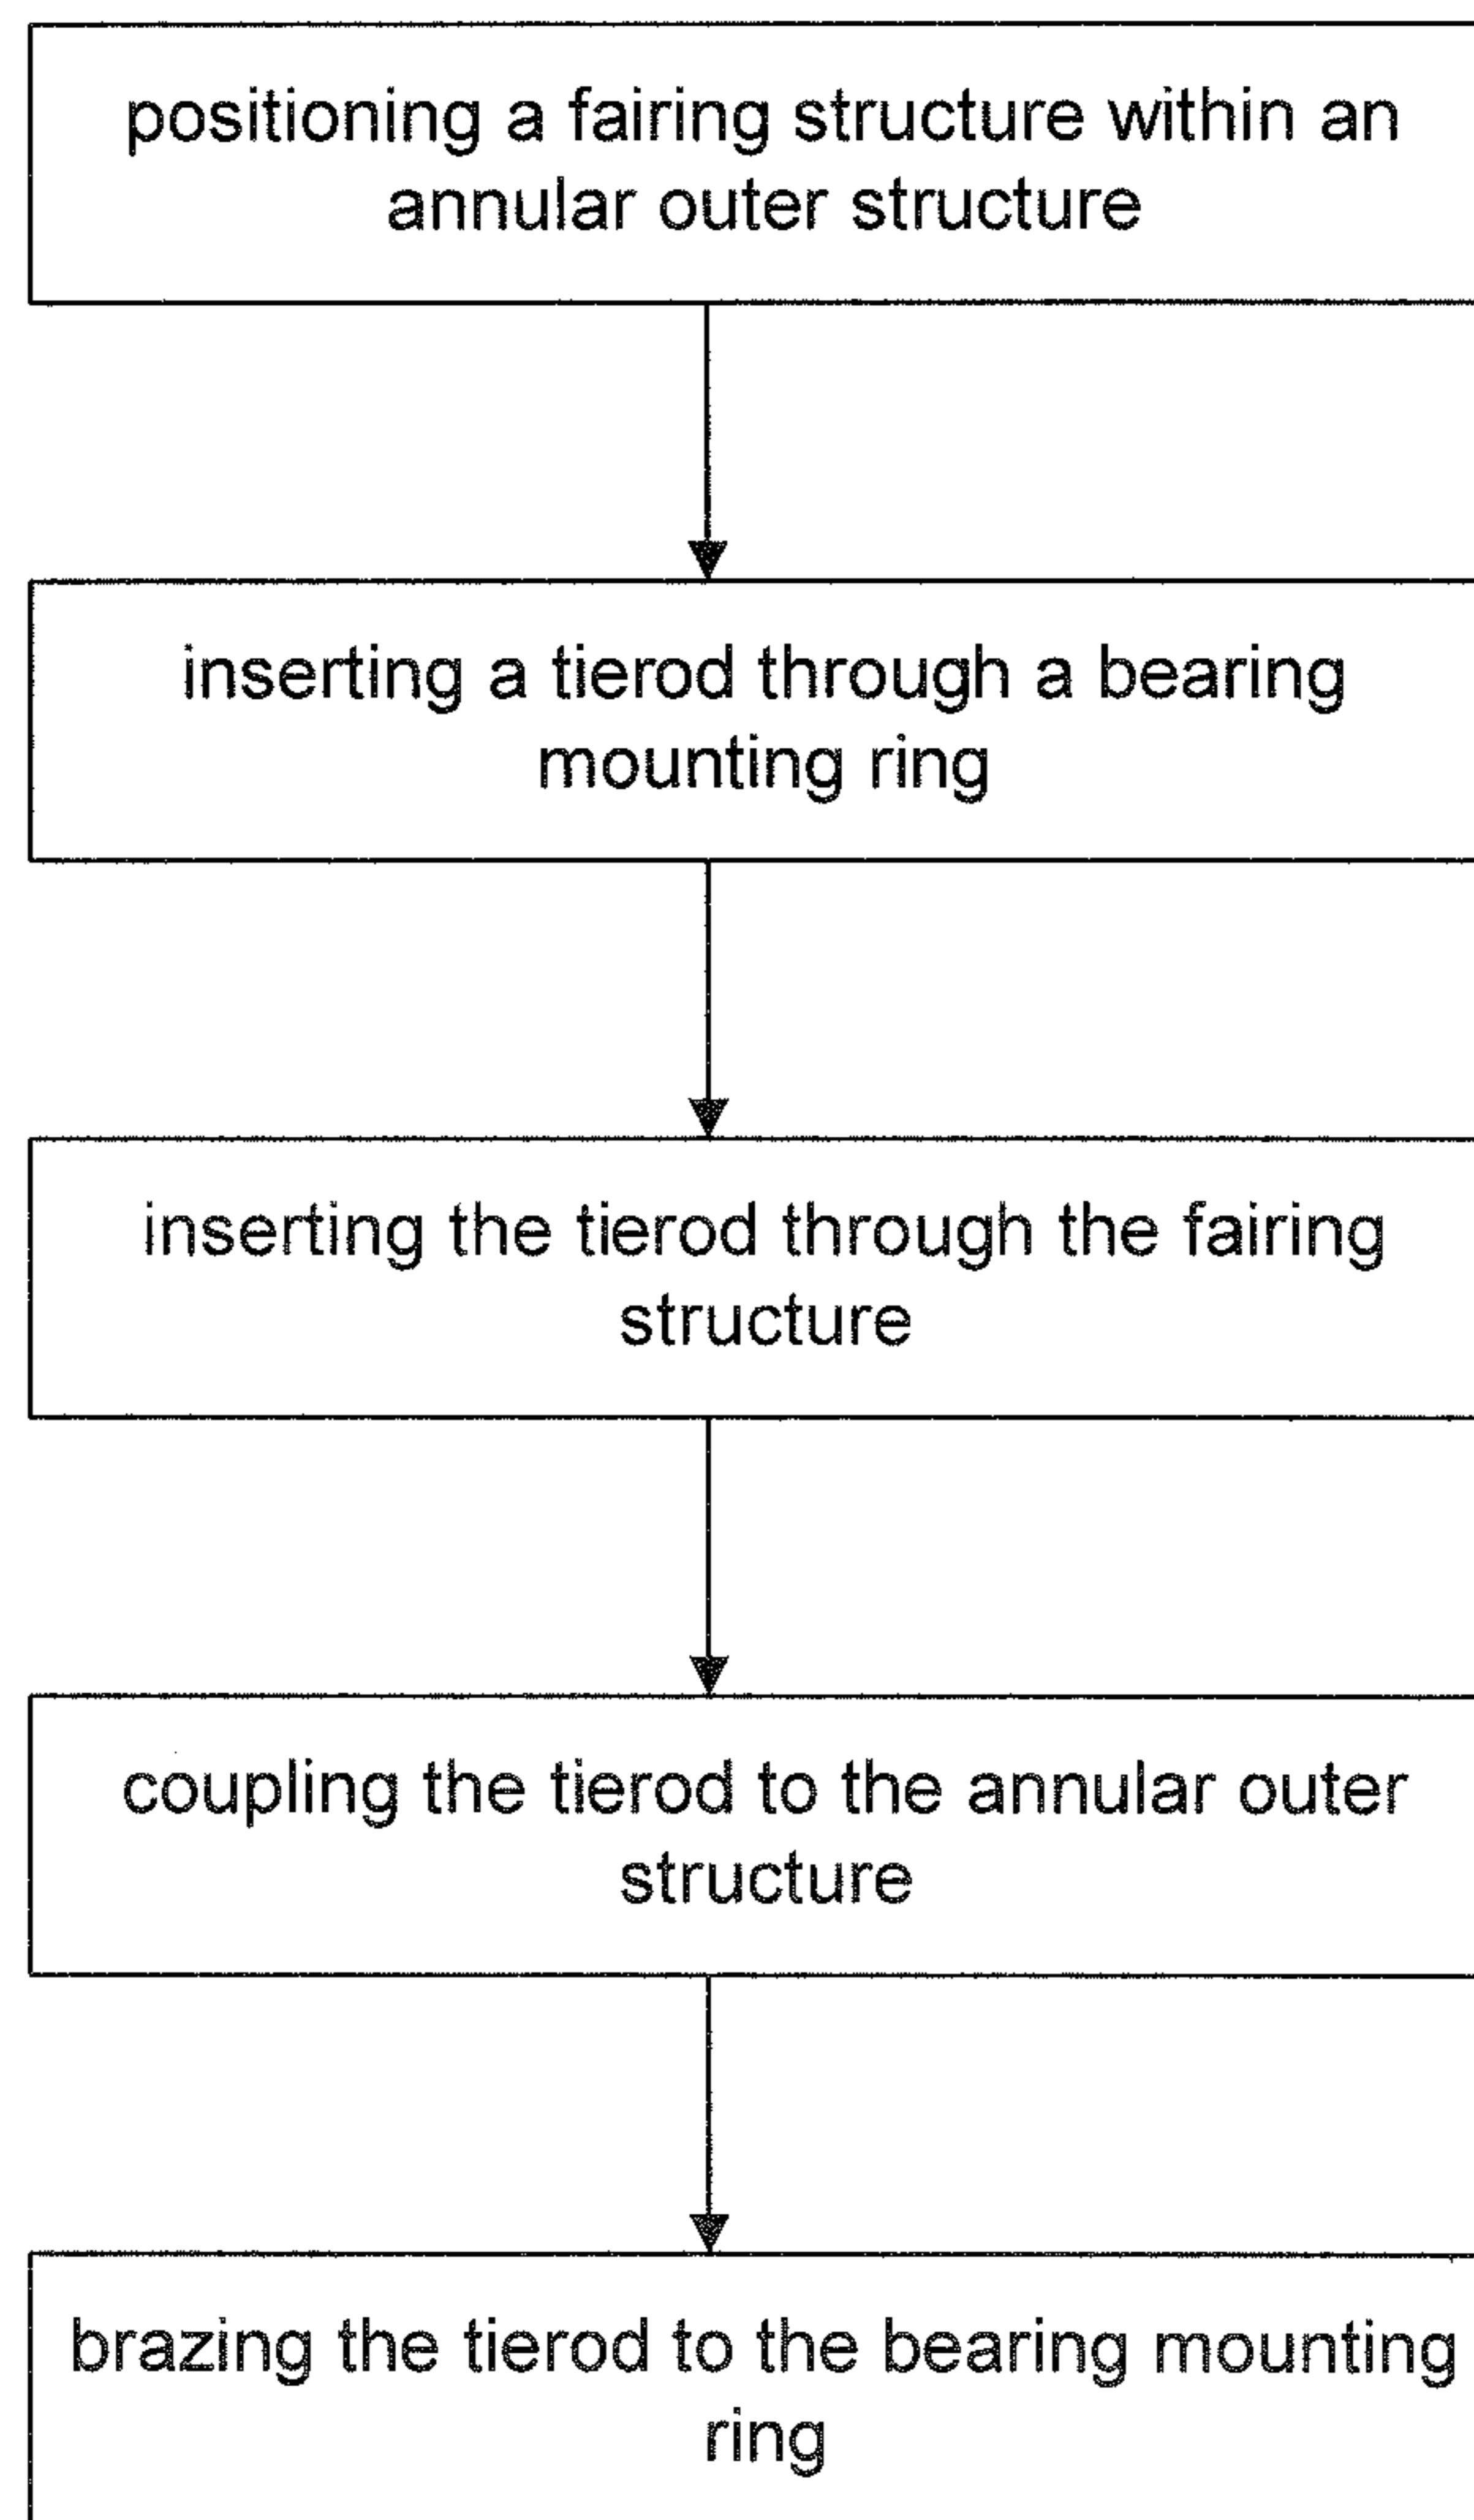 positioning a fairing structure within an
annular outer structure
inserting a tierod through a bearing
mounting ring
inserting the tierod through the fairing
structure
coupling the tierod to the annular outer
structure
brazing the tierod to the bearing mounting
ring